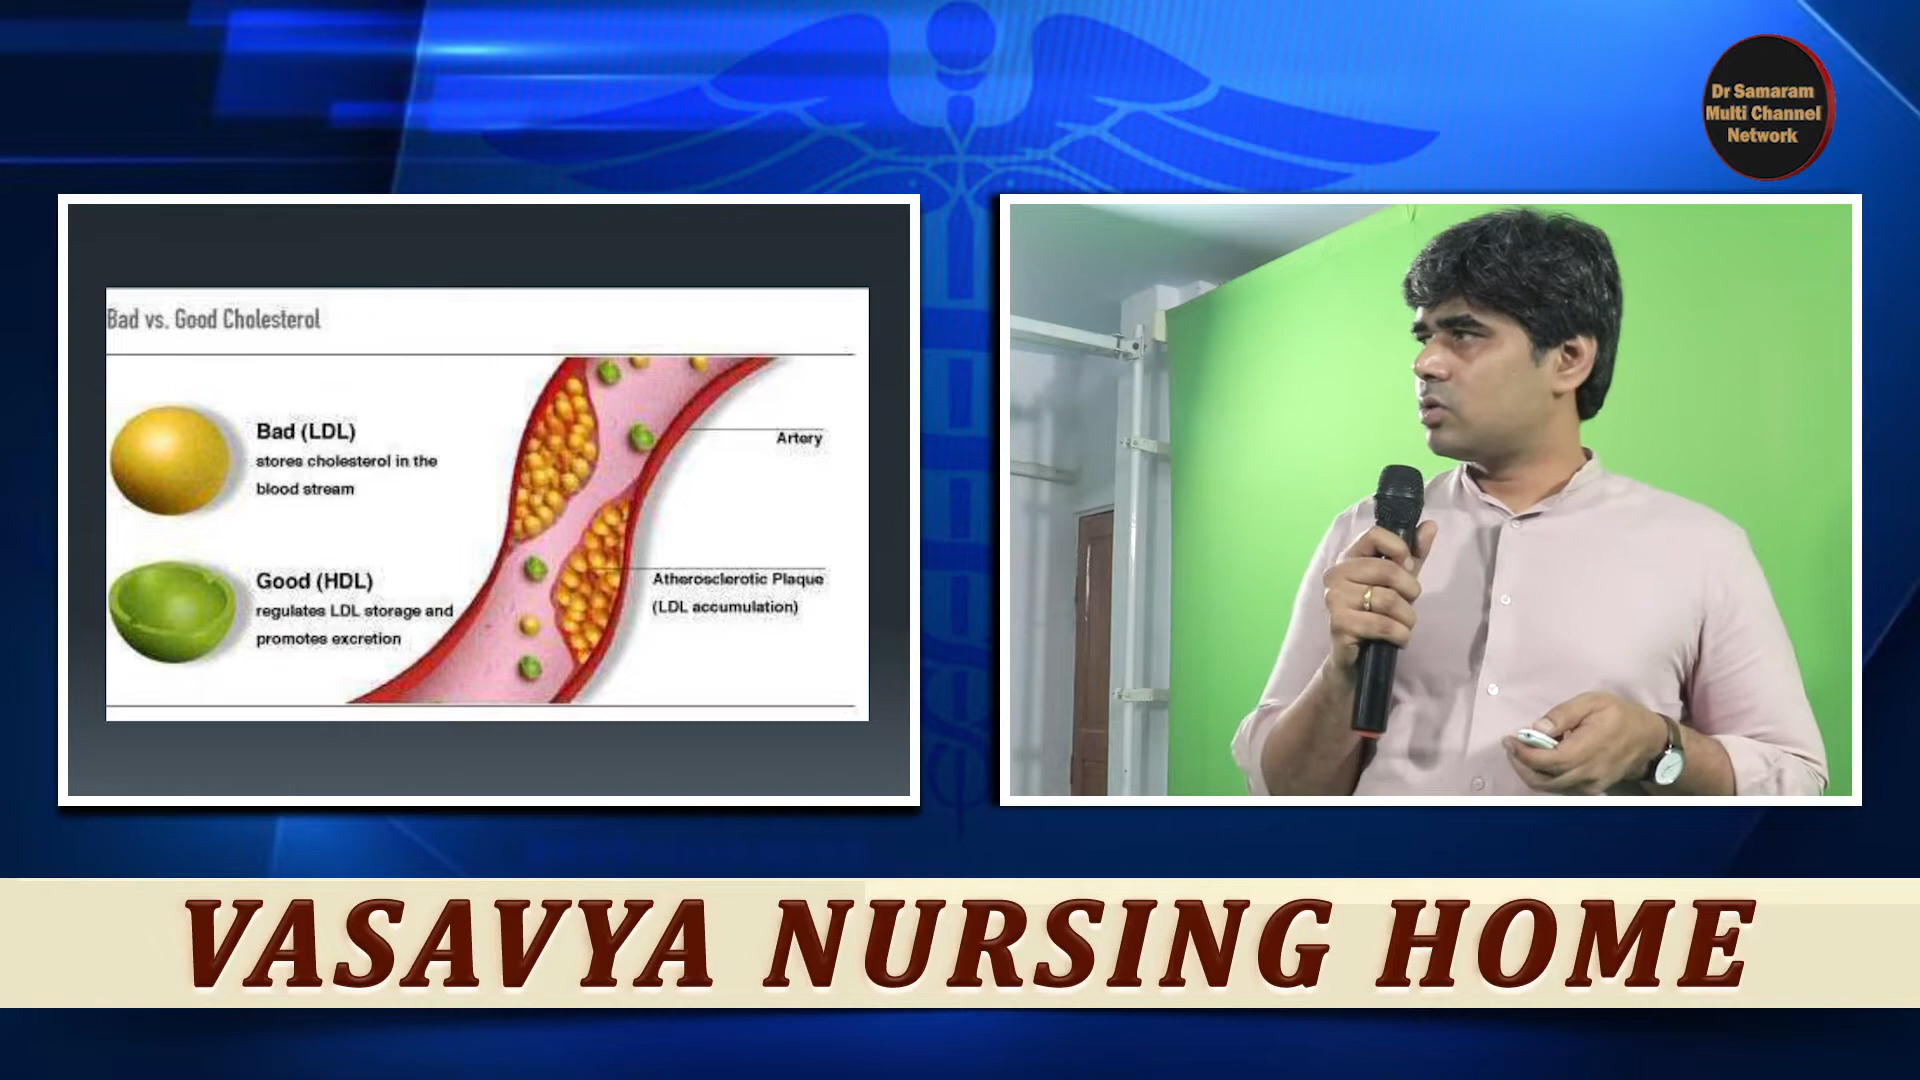 Dr Samaram
Multi Channel
Network
Bad vs. Good Cholesterol
Bad (LDL)
stores cholesterol in the
blood stream
Good (HDL)
regulates LDL storage and
promotes excretion
Artery
Atherosclerotic Plaque
(LDL accumulation)
VASAVYA NURSING HOME